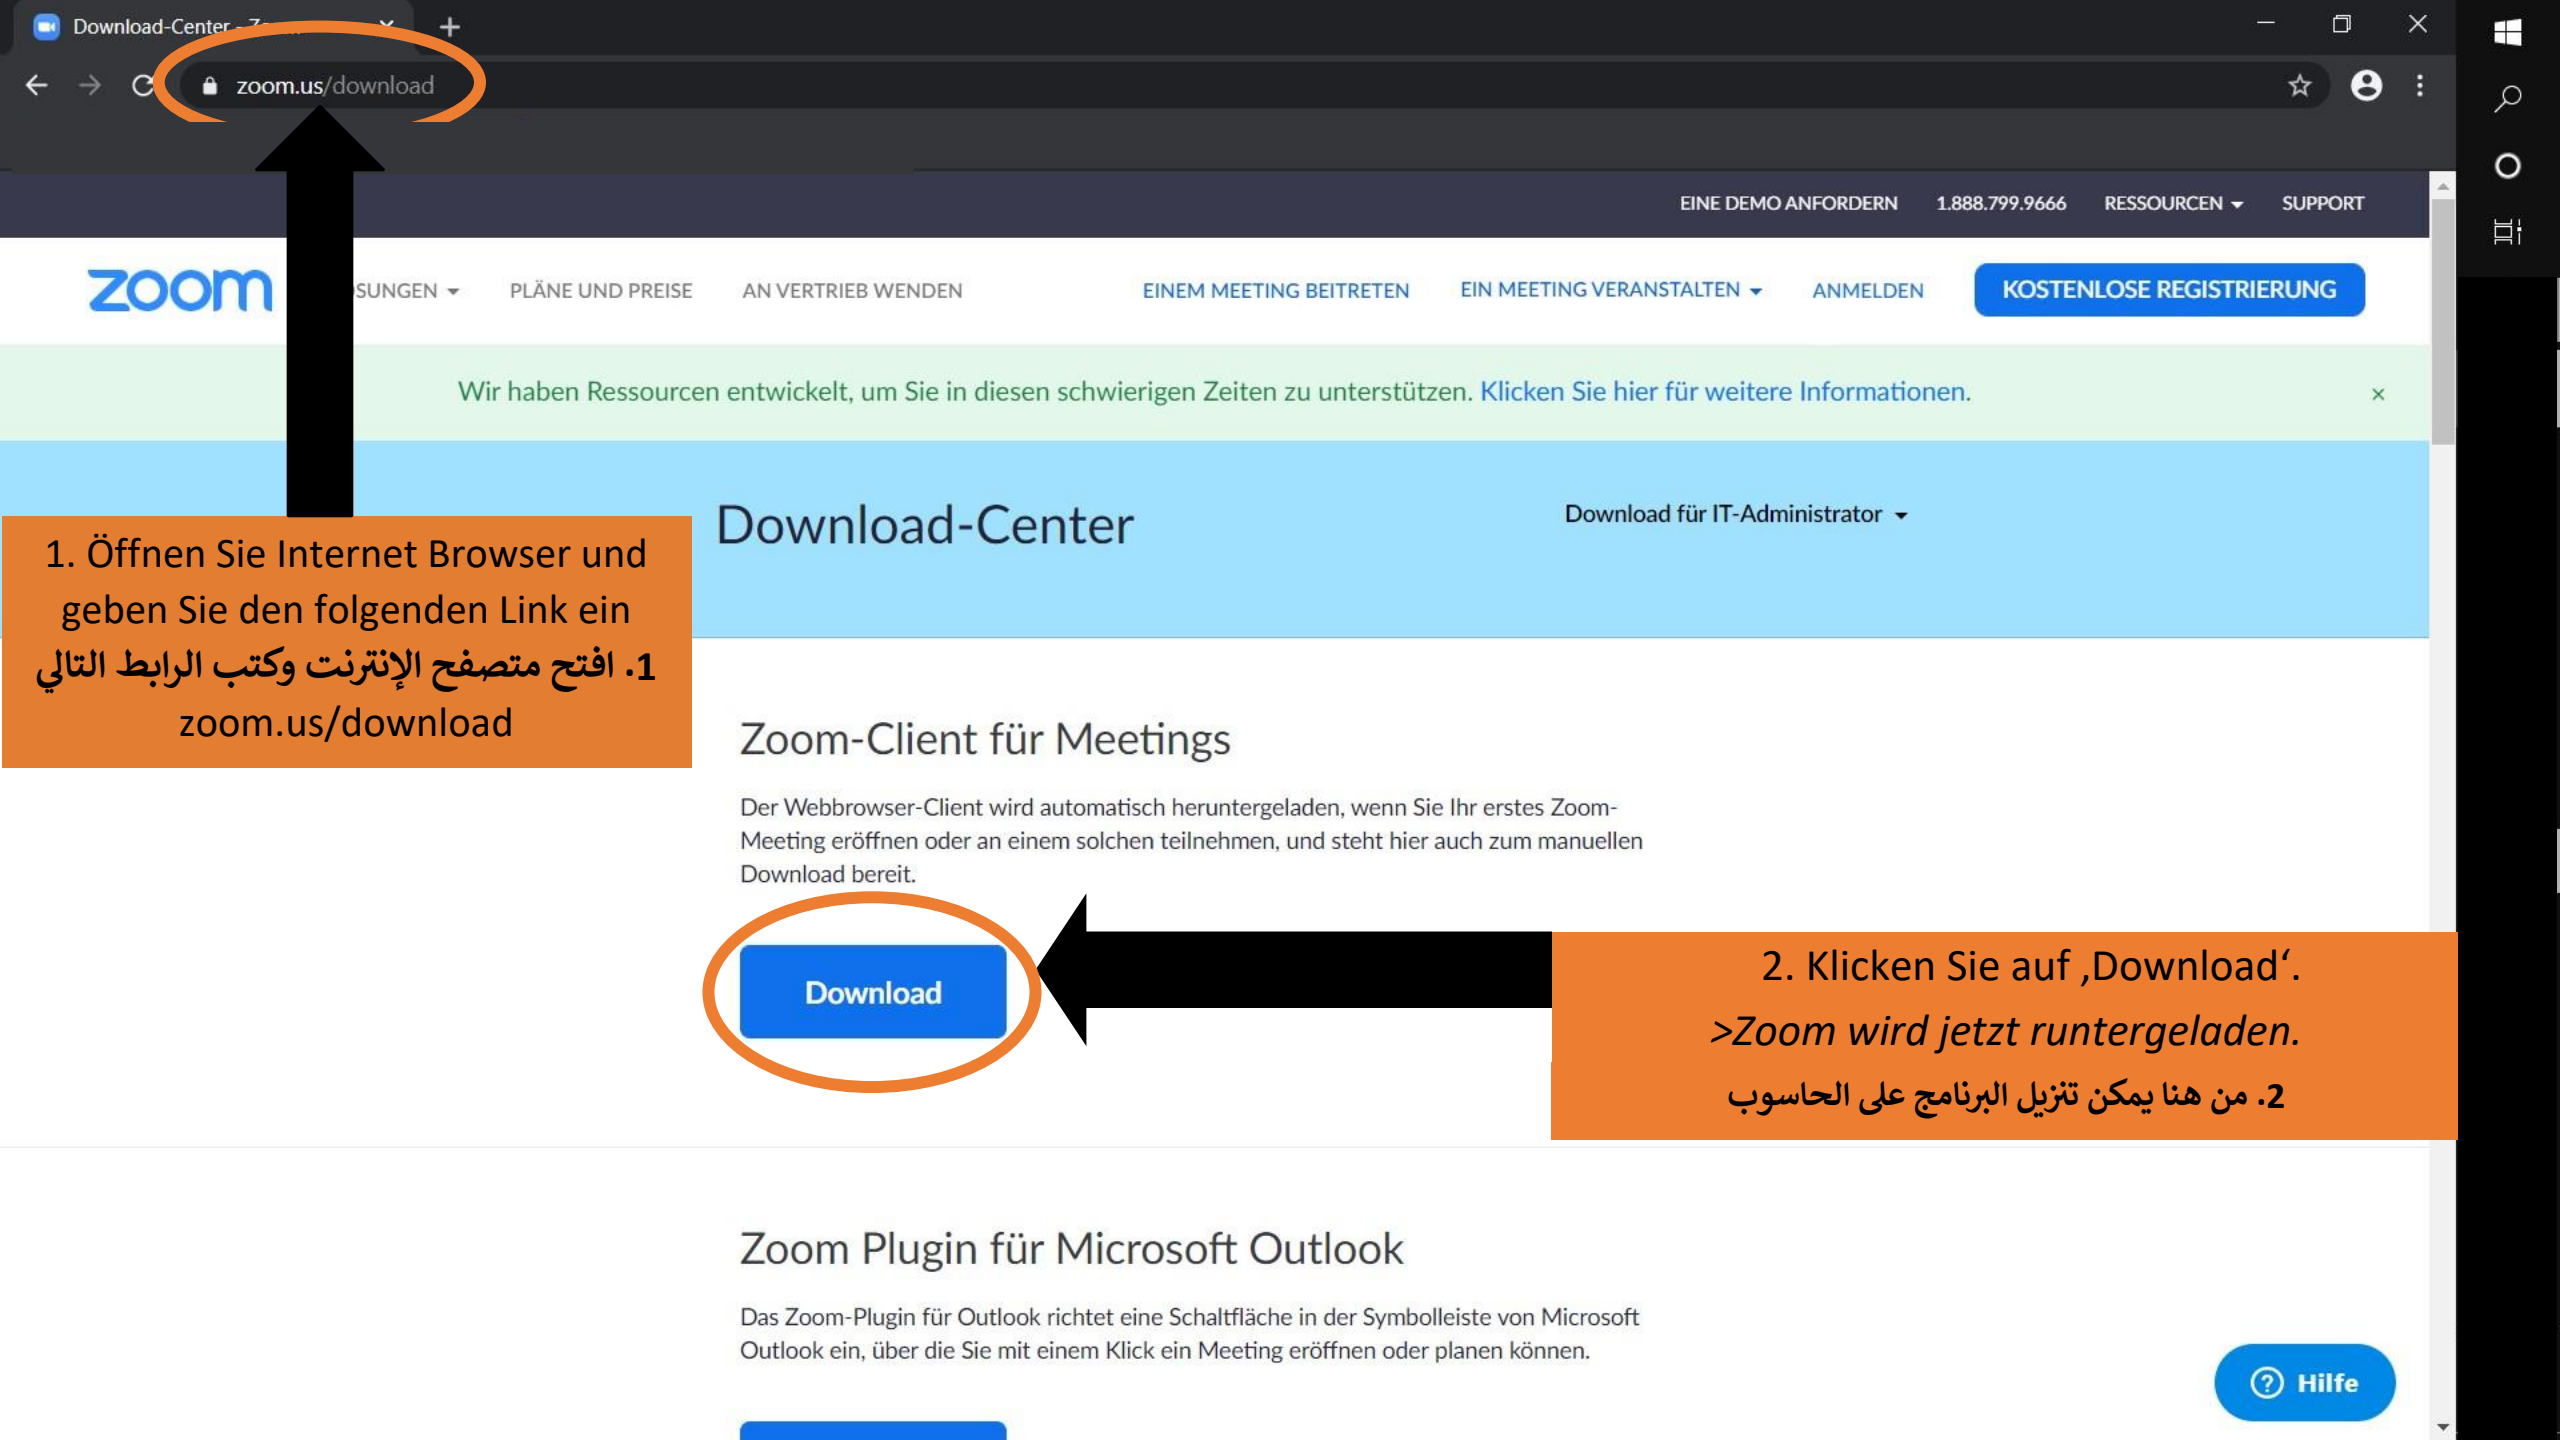 Download-Center
zoom.us/download
EINE DEMO ANFORDERN 1.888.799.9666 RESSOURCEN SUPPORT
zoom SUNGEN PLÄNE UND PREISE AN VERTRIEB WENDEN EINEM MEETING BEITRETEN EIN MEETING VERANSTALTEN ANMELDEN KOSTENLOSE REGISTRIERUNG
Wir haben Ressourcen entwickelt, um Sie in diesen schwierigen Zeiten zu unterstützen. Klicken Sie hier für weitere Informationen. ×
Download-Center
Download für IT-Administrator
1. Öffnen Sie Internet Browser und
geben Sie den folgenden Link ein
1. افتح متصفح الإنترنت وكتب الرابط التالي
zoom.us/download
Zoom-Client für Meetings
Der Webbrowser-Client wird automatisch heruntergeladen, wenn Sie Ihr erstes Zoom-
Meeting eröffnen oder an einem solchen teilnehmen, und steht hier auch zum manuellen
Download bereit.
Download
2. Klicken Sie auf ‚Download‘.
>Zoom wird jetzt runtergeladen.
2. من هنا يمكن تنزيل البرنامج على الحاسوب
Zoom Plugin für Microsoft Outlook
Das Zoom-Plugin für Outlook richtet eine Schaltfläche in der Symbolleiste von Microsoft
Outlook ein, über die Sie mit einem Klick ein Meeting eröffnen oder planen können.
Hilfe